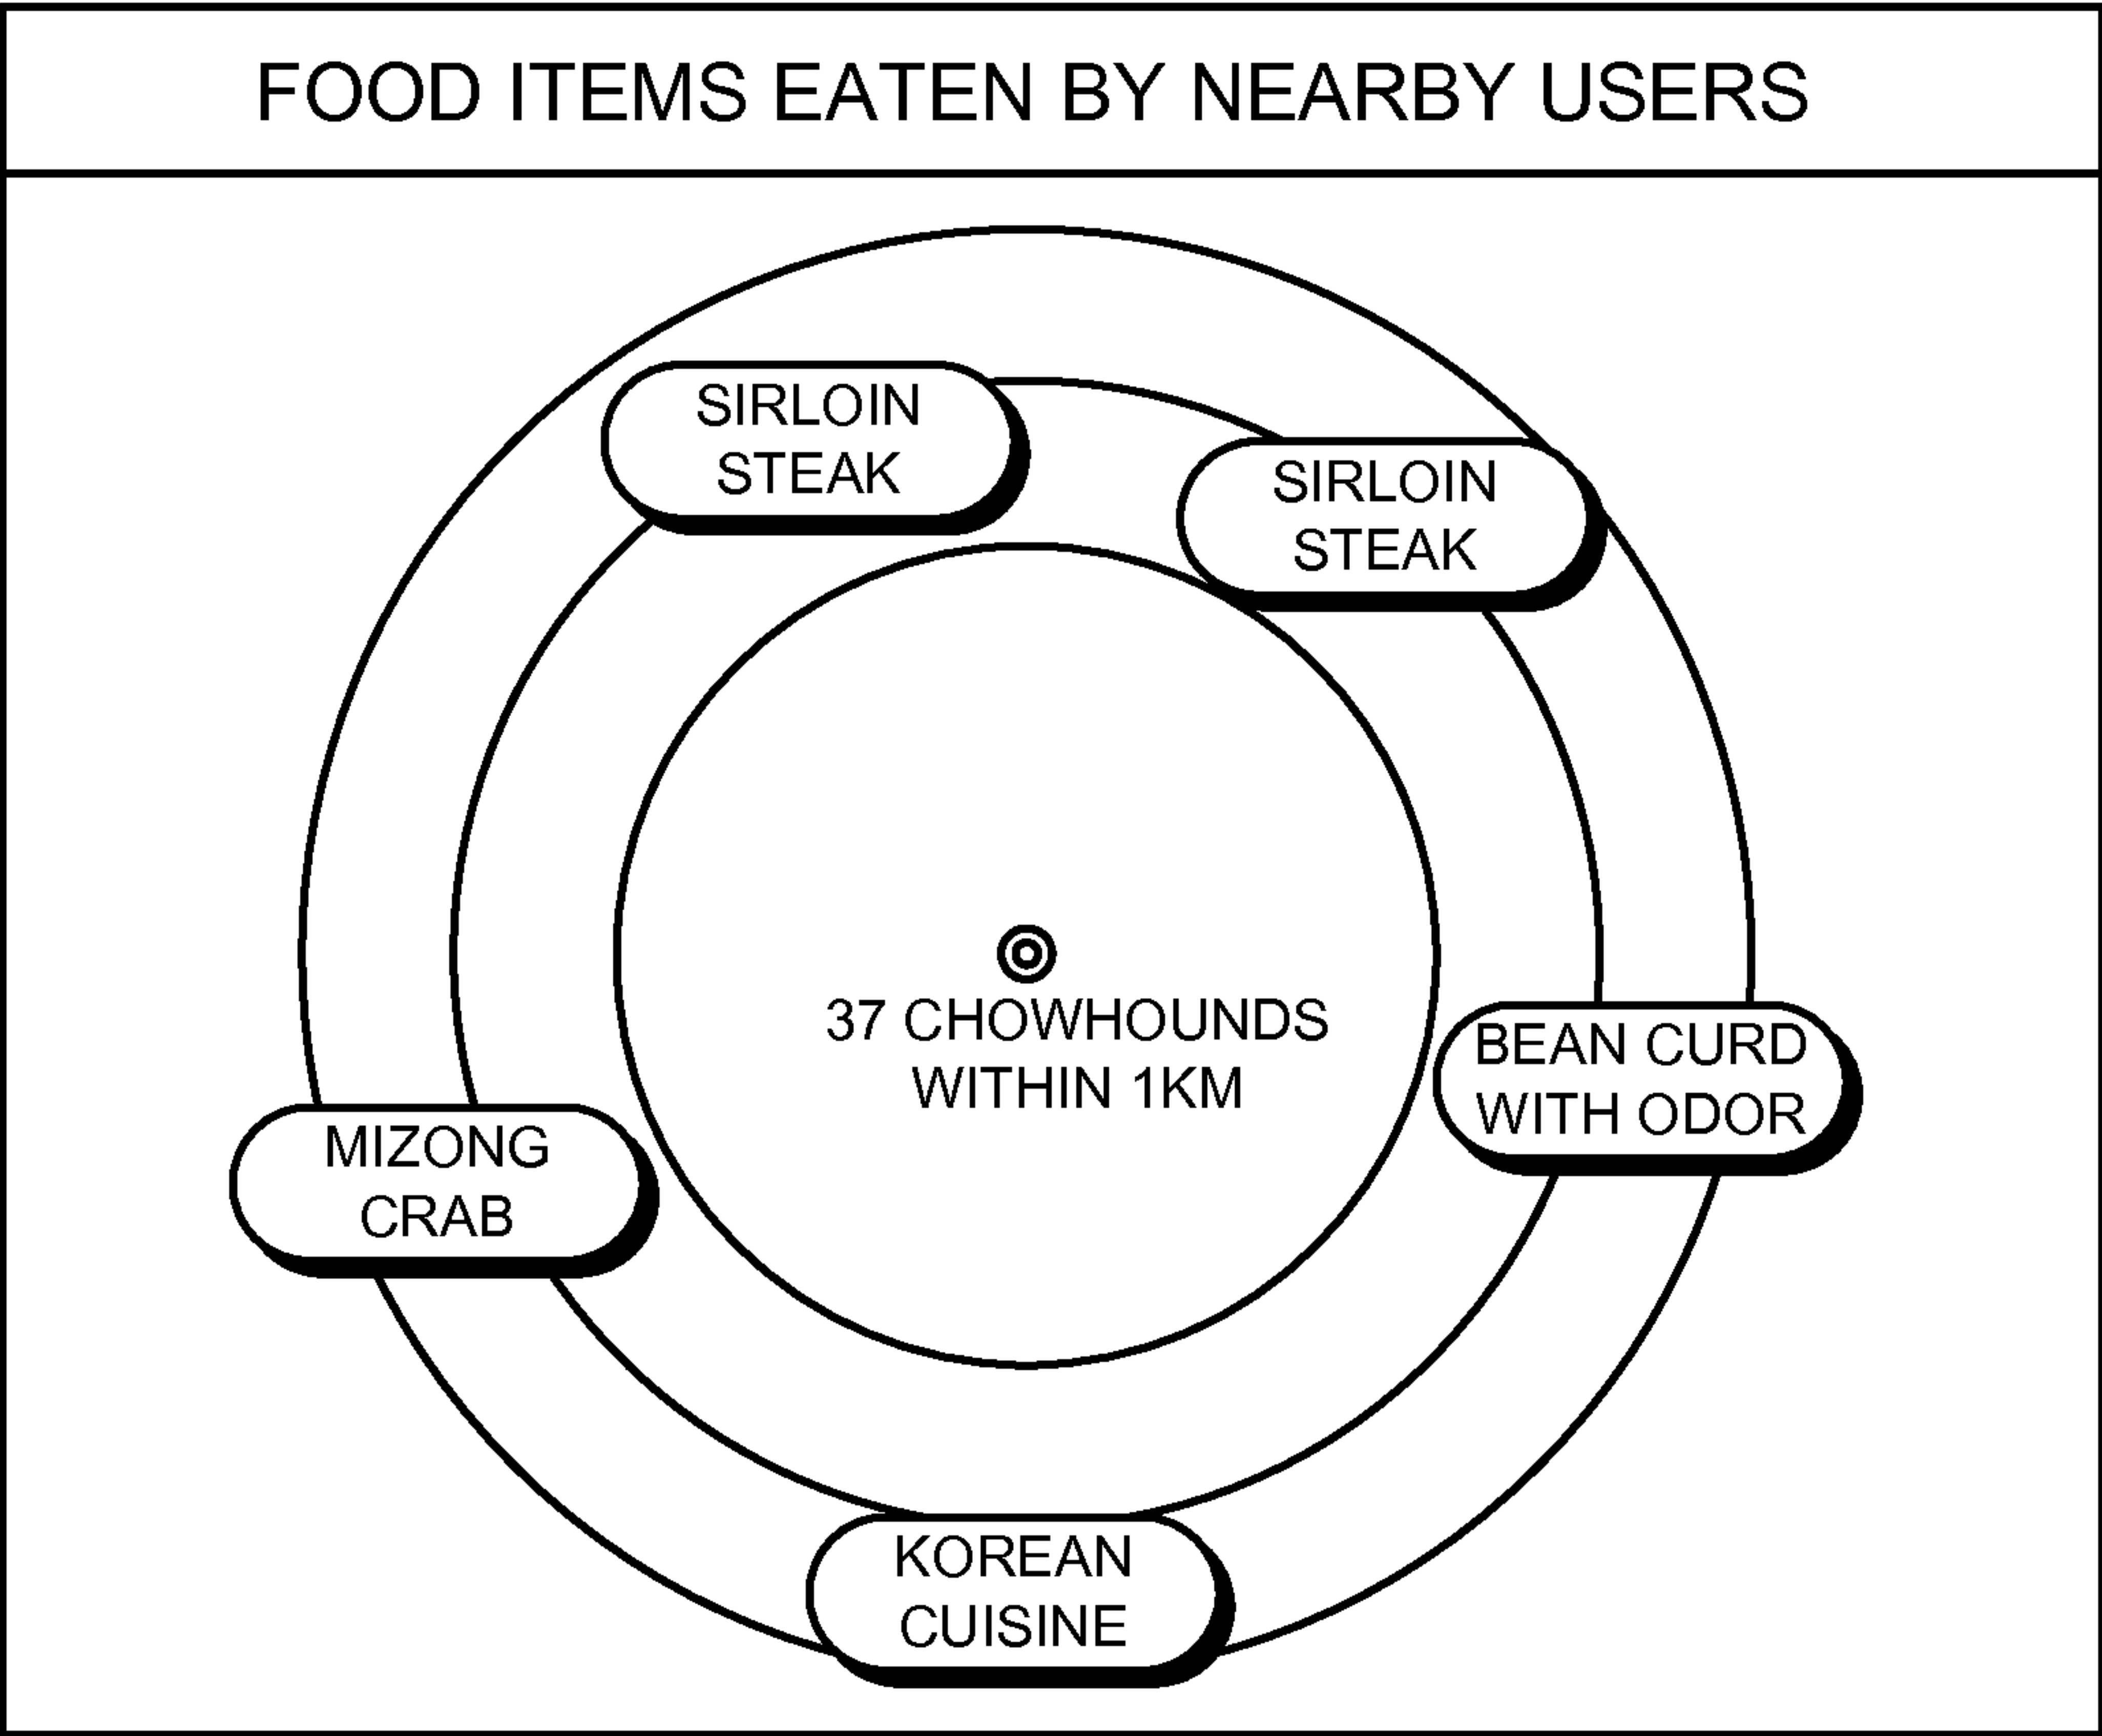 FOOD ITEMS EATEN BY NEARBY USERS
SIRLOIN
STEAK
SIRLOIN
STEAK
37 CHOWHOUNDS
WITHIN 1KM
BEAN CURD
WITH ODOR
MIZONG
CRAB
KOREAN
CUISINE